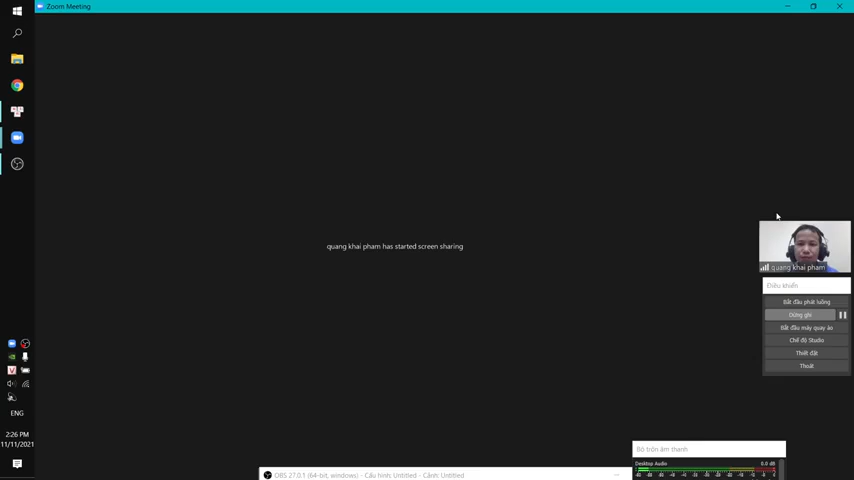 Zoom Meeting
quang khai pham has started screen sharing
quang khai pham
Điều khiển
Bắt đầu phát luồng
Dừng ghi
Bắt đầu máy quay ảo
Chế độ Studio
Thiết đặt
Thoát
ENG
2:26 PM
11/11/2021
Bộ trộn âm thanh
Desktop Audio 0.0 dB
OBS 27.0.1 (64-bit, windows) - Cấu hình: Untitled - Cảnh: Untitled